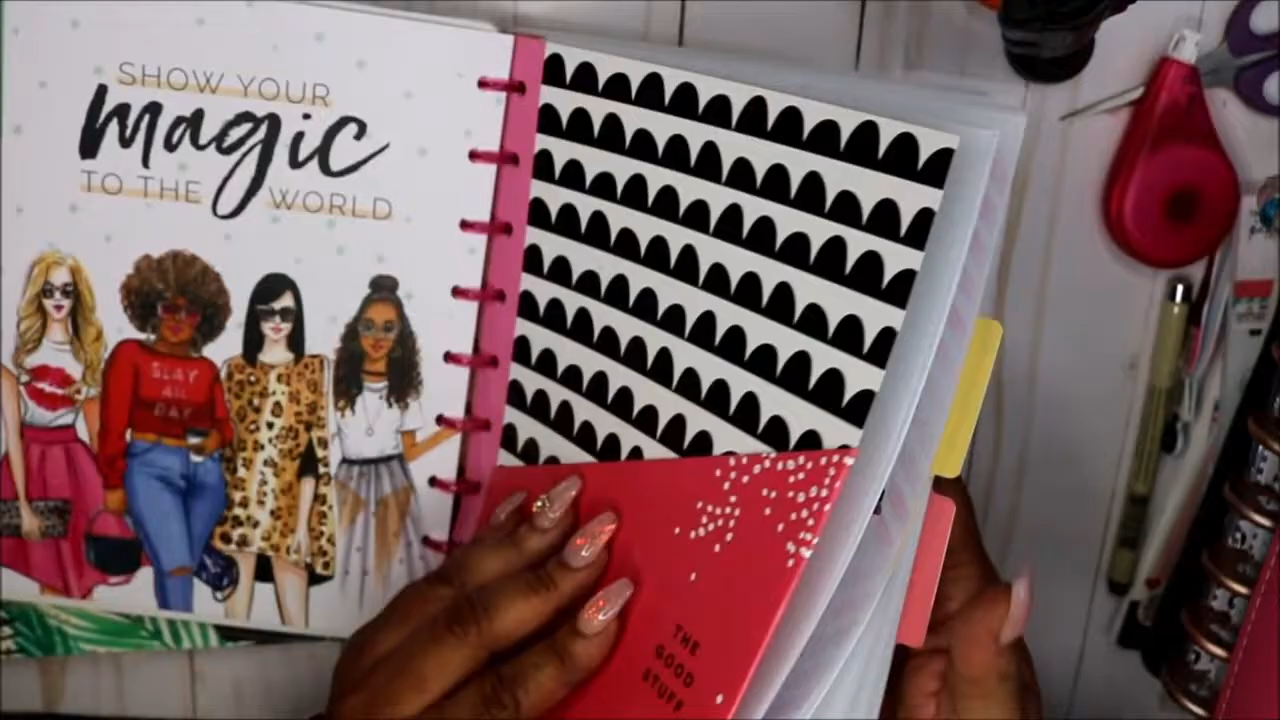 SHOW YOUR
magic
TO THE WORLD
SLAY
ALL
DAY
THE
GOOD
STUFF